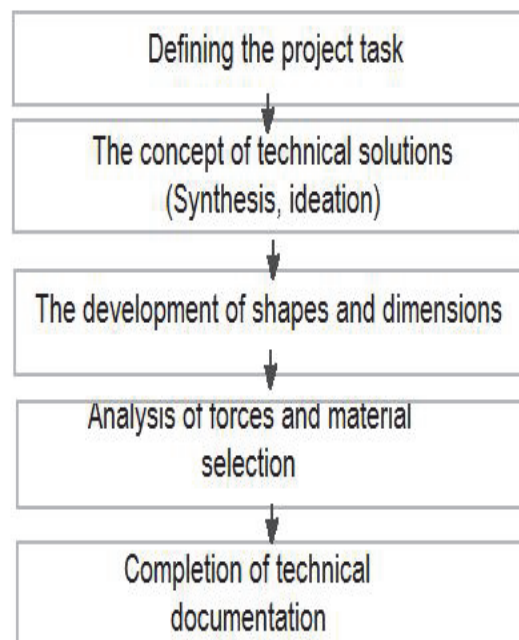 Defining the project task
The concept of technical solutions
(Synthesis, ideation)
The development of shapes and dimensions
Analysis of forces and material
selection
Completion of technical
documentation